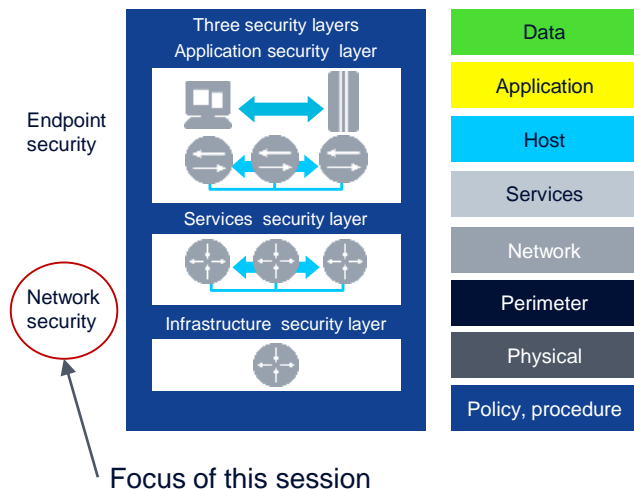 Three security layers
Application security layer
Endpoint
security
Services security layer
Network
security
Infrastructure security layer
Focus of this session
Data
Application
Host
Services
Network
Perimeter
Physical
Policy, procedure